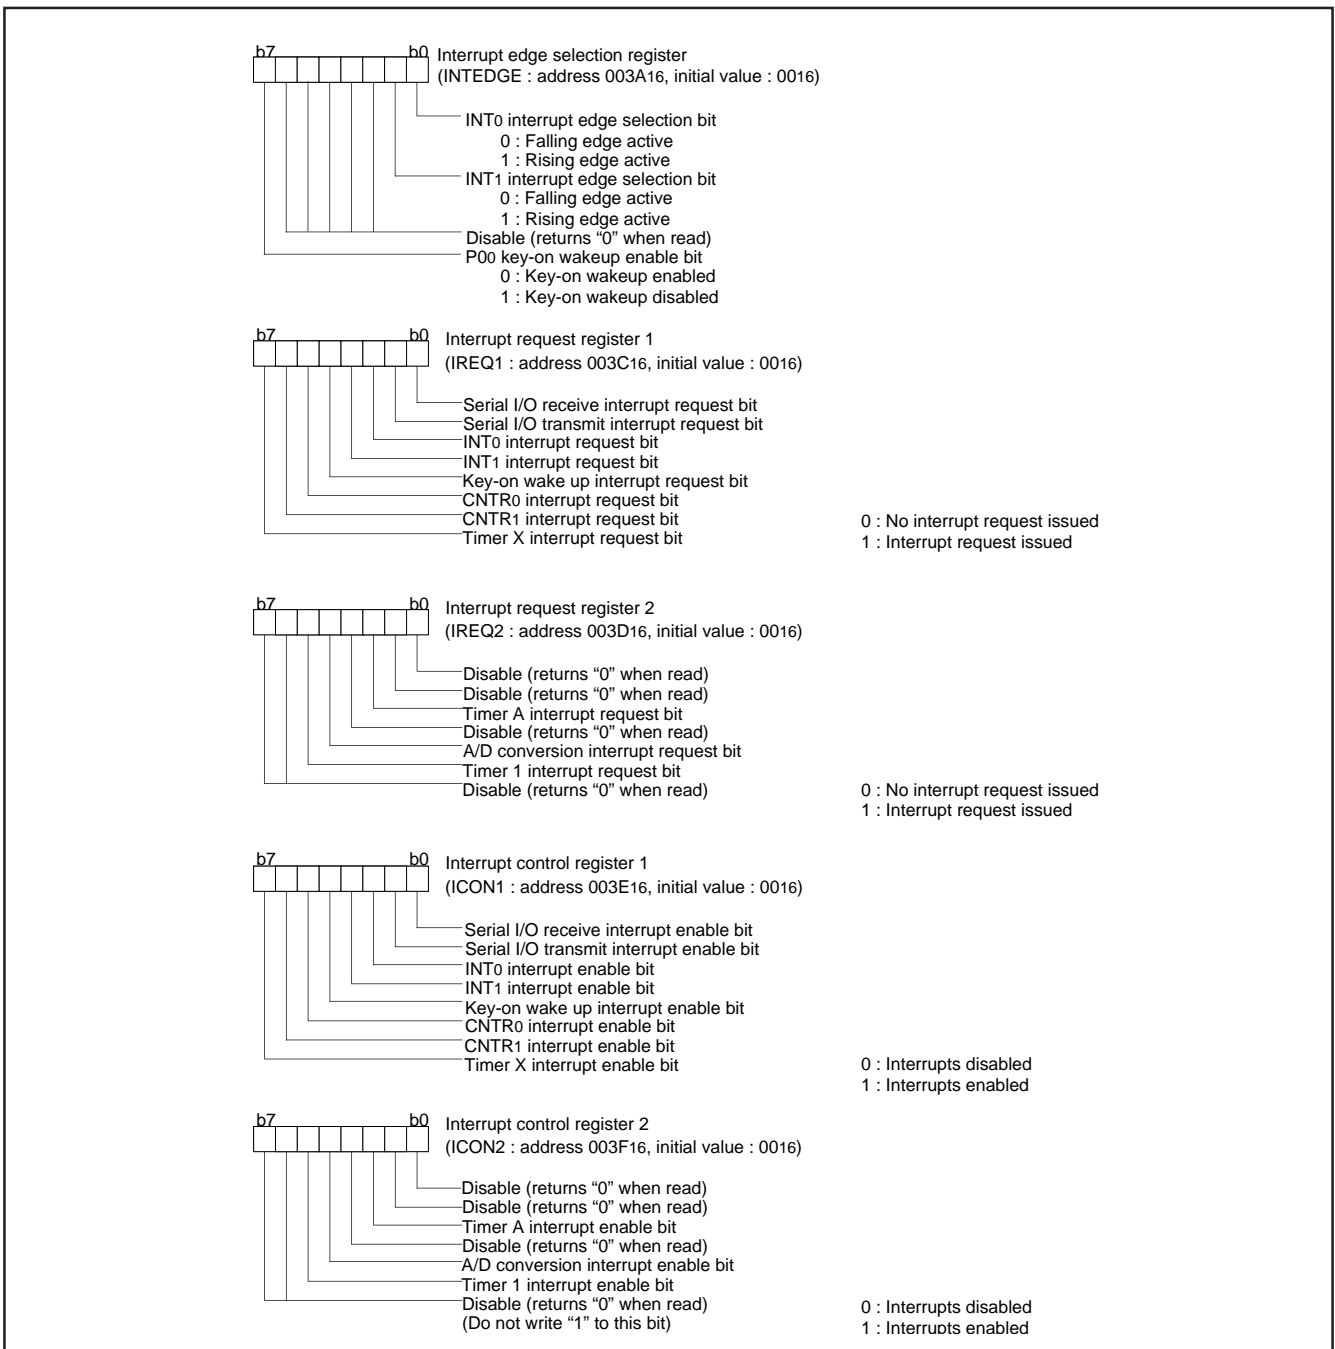 b7 b0 Interrupt edge selection register
(INTEDGE : address 003A16, initial value : 0016)
INT0 interrupt edge selection bit
0 : Falling edge active
1 : Rising edge active
INT1 interrupt edge selection bit
0 : Falling edge active
1 : Rising edge active
Disable (returns “0” when read)
P00 key-on wakeup enable bit
0 : Key-on wakeup enabled
1 : Key-on wakeup disabled
b7 b0 Interrupt request register 1
(IREQ1 : address 003C16, initial value : 0016)
Serial I/O receive interrupt request bit
Serial I/O transmit interrupt request bit
INT0 interrupt request bit
INT1 interrupt request bit
Key-on wake up interrupt request bit
CNTR0 interrupt request bit
CNTR1 interrupt request bit
Timer X interrupt request bit
0 : No interrupt request issued
1 : Interrupt request issued
b7 b0 Interrupt request register 2
(IREQ2 : address 003D16, initial value : 0016)
Disable (returns “0” when read)
Disable (returns “0” when read)
Timer A interrupt request bit
Disable (returns “0” when read)
A/D conversion interrupt request bit
Timer 1 interrupt request bit
Disable (returns “0” when read)
0 : No interrupt request issued
1 : Interrupt request issued
b7 b0 Interrupt control register 1
(ICON1 : address 003E16, initial value : 0016)
Serial I/O receive interrupt enable bit
Serial I/O transmit interrupt enable bit
INT0 interrupt enable bit
INT1 interrupt enable bit
Key-on wake up interrupt enable bit
CNTR0 interrupt enable bit
CNTR1 interrupt enable bit
Timer X interrupt enable bit
0 : Interrupts disabled
1 : Interrupts enabled
b7 b0 Interrupt control register 2
(ICON2 : address 003F16, initial value : 0016)
Disable (returns “0” when read)
Disable (returns “0” when read)
Timer A interrupt enable bit
Disable (returns “0” when read)
A/D conversion interrupt enable bit
Timer 1 interrupt enable bit
Disable (returns “0” when read)
(Do not write “1” to this bit)
0 : Interrupts disabled
1 : Interrupts enabled